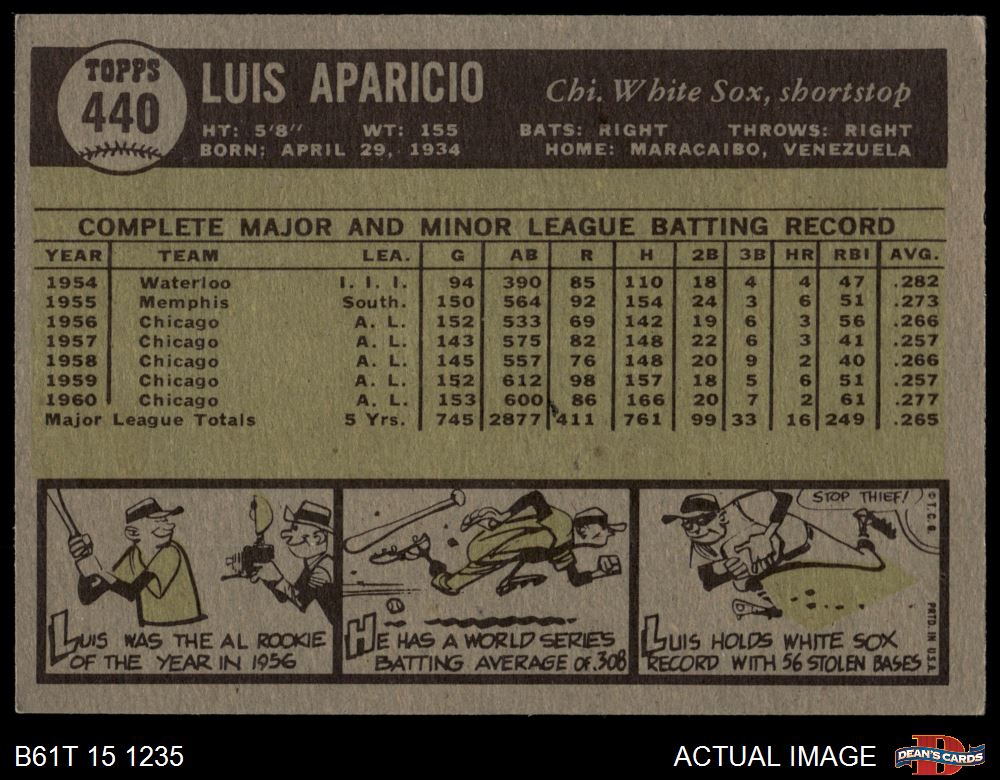 TOPPS
440
LUIS APARICIO
Chi. White Sox, shortstop
HT: 5'8" WT: 155 BATS: RIGHT THROWS: RIGHT
BORN: APRIL 29, 1934 HOME: MARACAIBO, VENEZUELA
COMPLETE MAJOR AND MINOR LEAGUE BATTING RECORD
YEAR TEAM LEA. G AB R H 2B 3B HR RBI AVG.
1954 Waterloo I. I. I. 94 390 85 110 18 4 4 47 .282
1955 Memphis South. 150 564 92 154 24 3 6 51 .273
1956 Chicago A. L. 152 533 69 142 19 6 3 56 .266
1957 Chicago A. L. 143 575 82 148 22 6 3 41 .257
1958 Chicago A. L. 145 557 76 148 20 9 2 40 .266
1959 Chicago A. L. 152 612 98 157 18 5 6 51 .257
1960 Chicago A. L. 153 600 86 166 20 7 2 61 .277
Major League Totals 5 Yrs. 745 2877 411 761 99 33 16 249 .265
LUIS WAS THE AL ROOKIE
OF THE YEAR IN 1956
HE HAS A WORLD SERIES
BATTING AVERAGE OF .308
STOP THIEF!
LUIS HOLDS WHITE SOX
RECORD WITH 56 STOLEN BASES
© T.C.G.
PRTD. IN U.S.A.
B61T 15 1235
ACTUAL IMAGE
D
DEAN'S CARDS